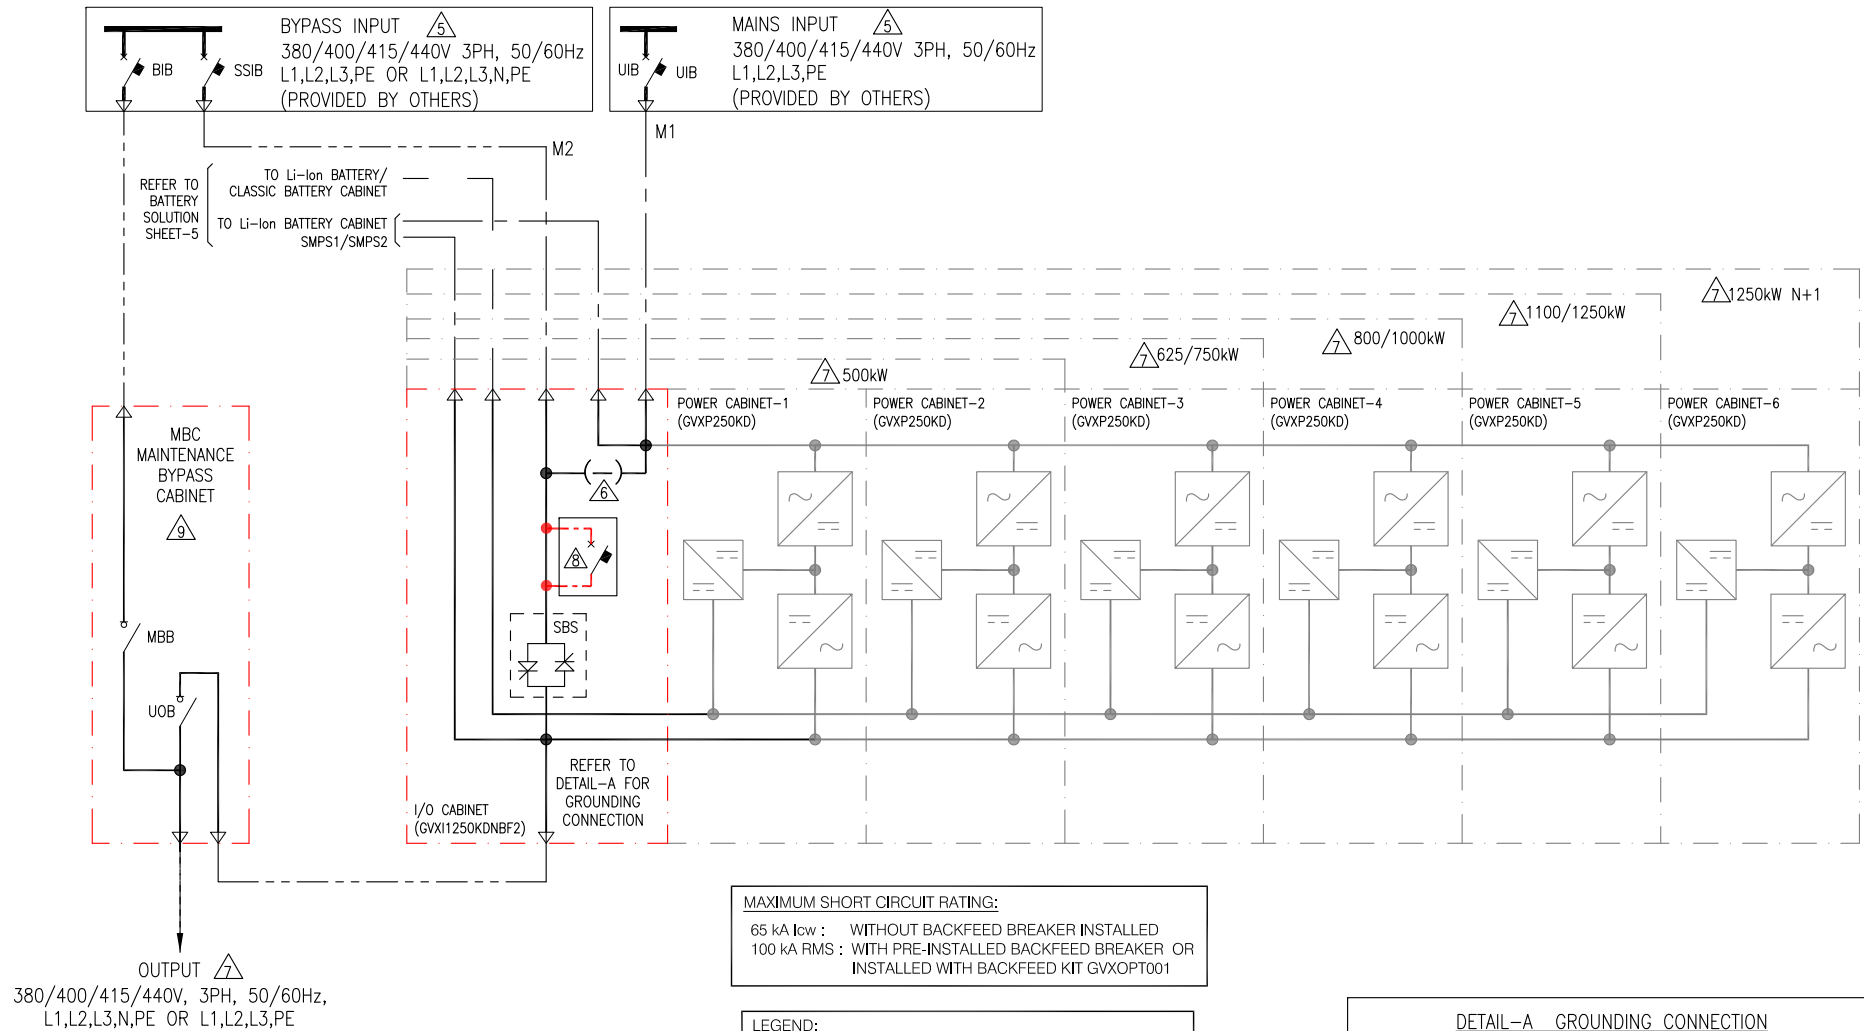 BYPASS INPUT 5
380/400/415/440V 3PH, 50/60Hz
L1,L2,L3,PE OR L1,L2,L3,N,PE
(PROVIDED BY OTHERS)
BIB
SSIB
MAINS INPUT 5
380/400/415/440V 3PH, 50/60Hz
L1,L2,L3,PE
(PROVIDED BY OTHERS)
UIB
UIB
M1
M2
REFER TO
BATTERY
SOLUTION
SHEET-5
TO Li-Ion BATTERY/
CLASSIC BATTERY CABINET
TO Li-Ion BATTERY CABINET
SMPS1/SMPS2
7 1250kW N+1
7 1100/1250kW
7 800/1000kW
7 625/750kW
7 500kW
POWER CABINET-1
(GVXP250KD)
POWER CABINET-2
(GVXP250KD)
POWER CABINET-3
(GVXP250KD)
POWER CABINET-4
(GVXP250KD)
POWER CABINET-5
(GVXP250KD)
POWER CABINET-6
(GVXP250KD)
MBC
MAINTENANCE
BYPASS
CABINET
9
MBB
UOB
6
8
SBS
REFER TO
DETAIL-A FOR
GROUNDING
CONNECTION
I/O CABINET
(GVXI1250KDNBF2)
OUTPUT 7
380/400/415/440V, 3PH, 50/60Hz,
L1,L2,L3,N,PE OR L1,L2,L3,PE
MAXIMUM SHORT CIRCUIT RATING:
65 kA Icw : WITHOUT BACKFEED BREAKER INSTALLED
100 kA RMS : WITH PRE-INSTALLED BACKFEED BREAKER OR
INSTALLED WITH BACKFEED KIT GVXOPT001
LEGEND:
DETAIL-A GROUNDING CONNECTION